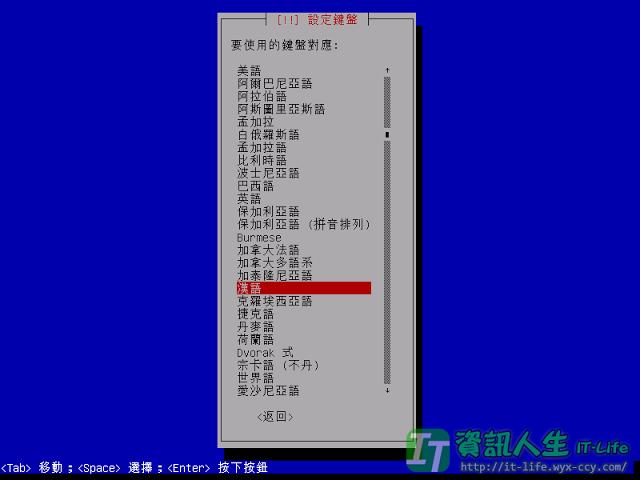 [!!] 設定鍵盤
要使用的鍵盤對應:
美語
阿爾巴尼亞語
阿拉伯語
阿斯圖里亞斯語
孟加拉
白俄羅斯語
孟加拉語
比利時語
波士尼亞語
巴西語
英語
保加利亞語
保加利亞語 (拼音排列)
Burmese
加拿大法語
加拿大多語系
加泰隆尼亞語
漢語
克羅埃西亞語
捷克語
丹麥語
荷蘭語
Dvorak 式
宗卡語 (不丹)
世界語
愛沙尼亞語
<返回>
IT 資訊人生 IT-Life
http://it-life.wyx-ccy.com/
<Tab> 移動；<Space> 選擇；<Enter> 按下按鈕